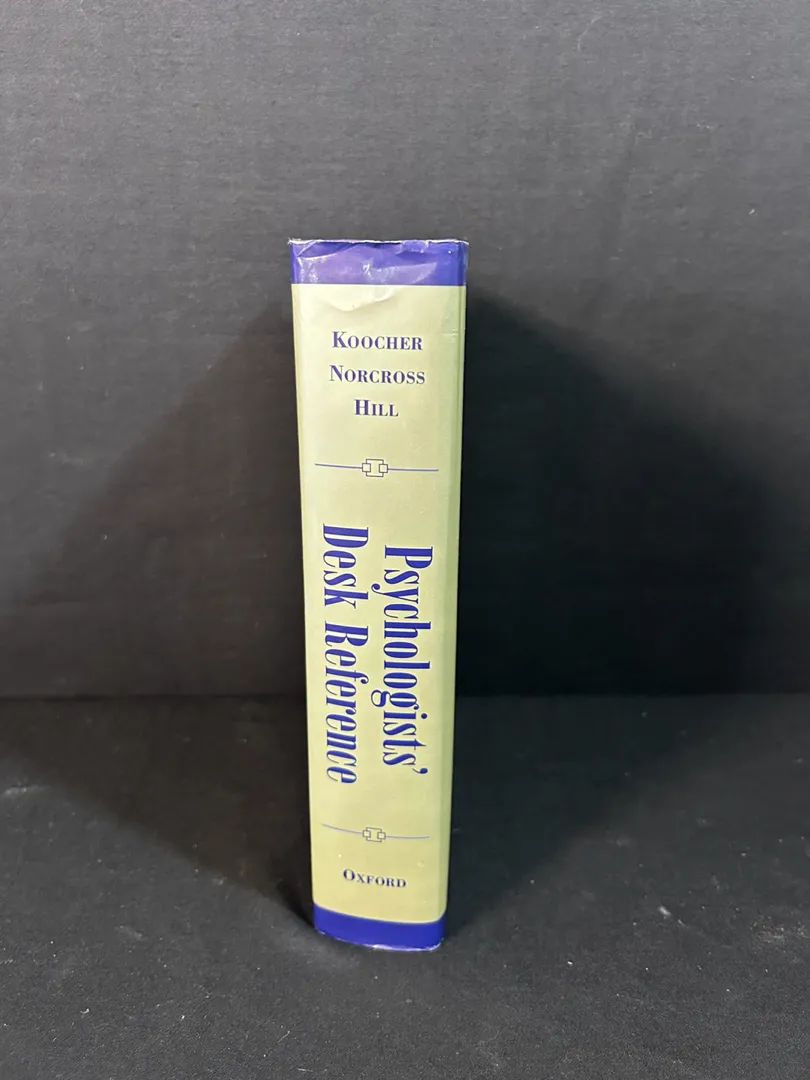 KOOCHER
NORCROSS
HILL
Psychologists'
Desk Reference
OXFORD